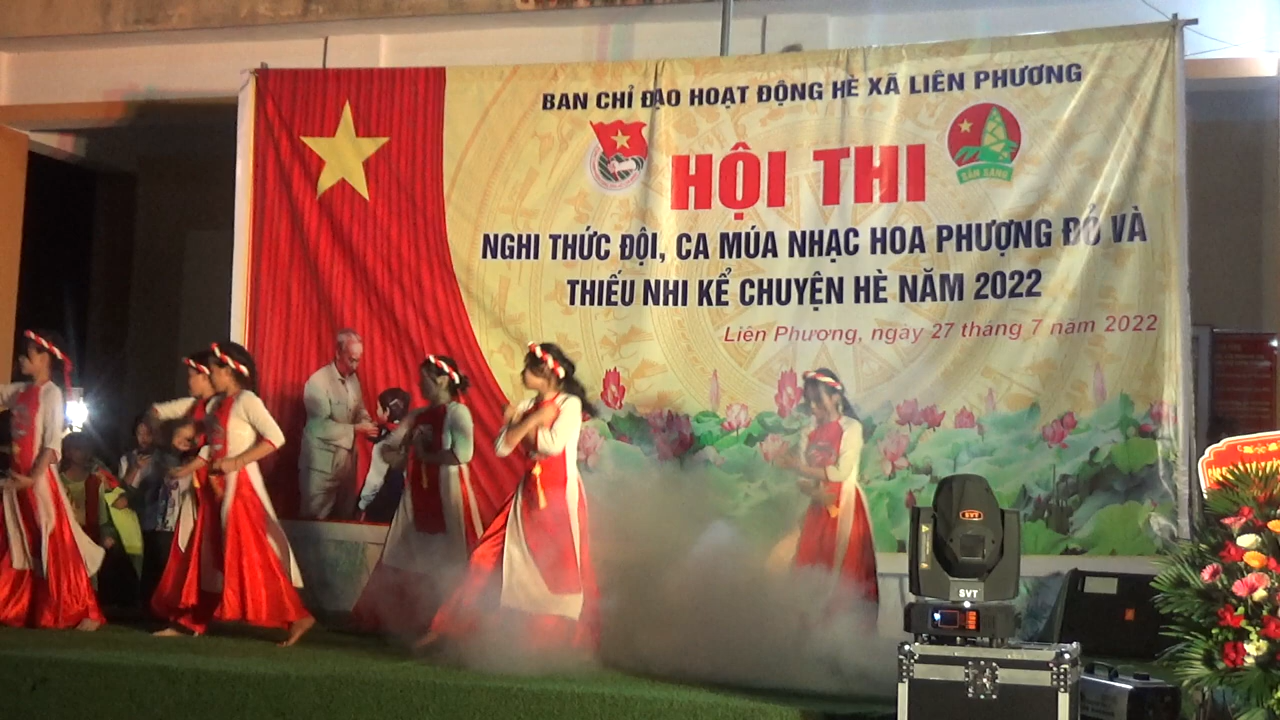 BAN CHỈ ĐẠO HOẠT ĐỘNG HÈ XÃ LIÊN PHƯƠNG
SẴN SÀNG
HỘI THI
NGHI THỨC ĐỘI, CA MÚA NHẠC HOA PHƯỢNG ĐỎ VÀ
THIẾU NHI KỂ CHUYỆN HÈ NĂM 2022
Liên Phương, ngày 27 tháng 7 năm 2022
SVT
SVT